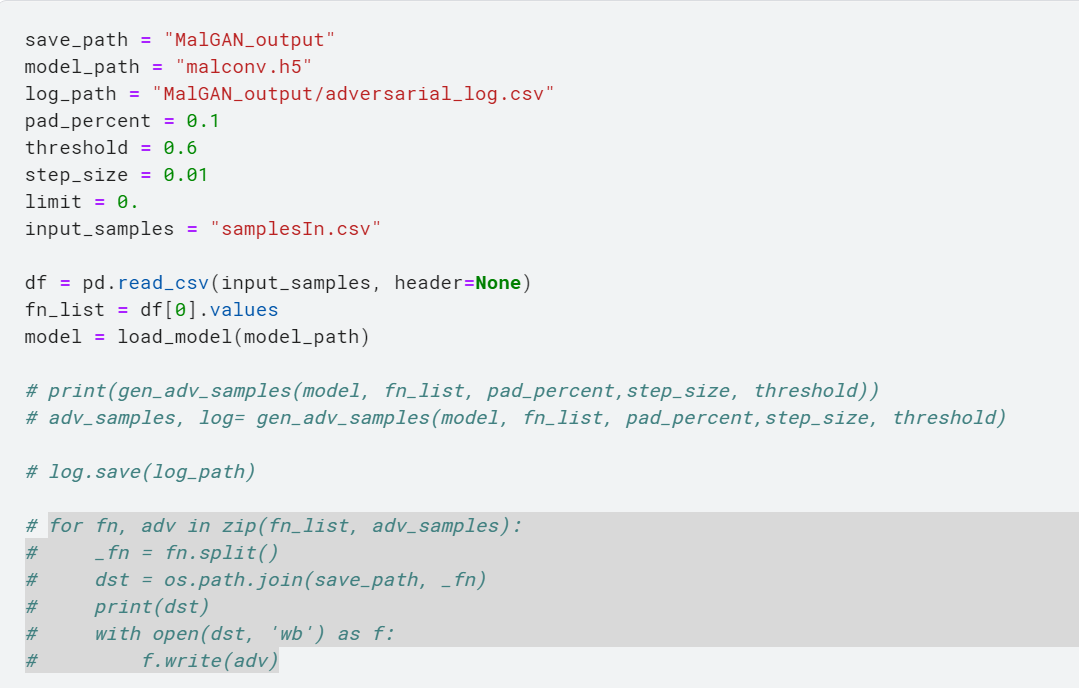 save_path = "MalGAN_output"
model_path = "malconv.h5"
log_path = "MalGAN_output/adversarial_log.csv"
pad_percent = 0.1
threshold = 0.6
step_size = 0.01
limit = 0.
input_samples = "samplesIn.csv"
df = pd.read_csv(input_samples, header=None)
fn_list = df[0].values
model = load_model(model_path)
# print(gen_adv_samples(model, fn_list, pad_percent,step_size, threshold))
# adv_samples, log= gen_adv_samples(model, fn_list, pad_percent,step_size, threshold)
# log.save(log_path)
# for fn, adv in zip(fn_list, adv_samples):
#     _fn = fn.split()
#     dst = os.path.join(save_path, _fn)
#     print(dst)
#     with open(dst, 'wb') as f:
#         f.write(adv)